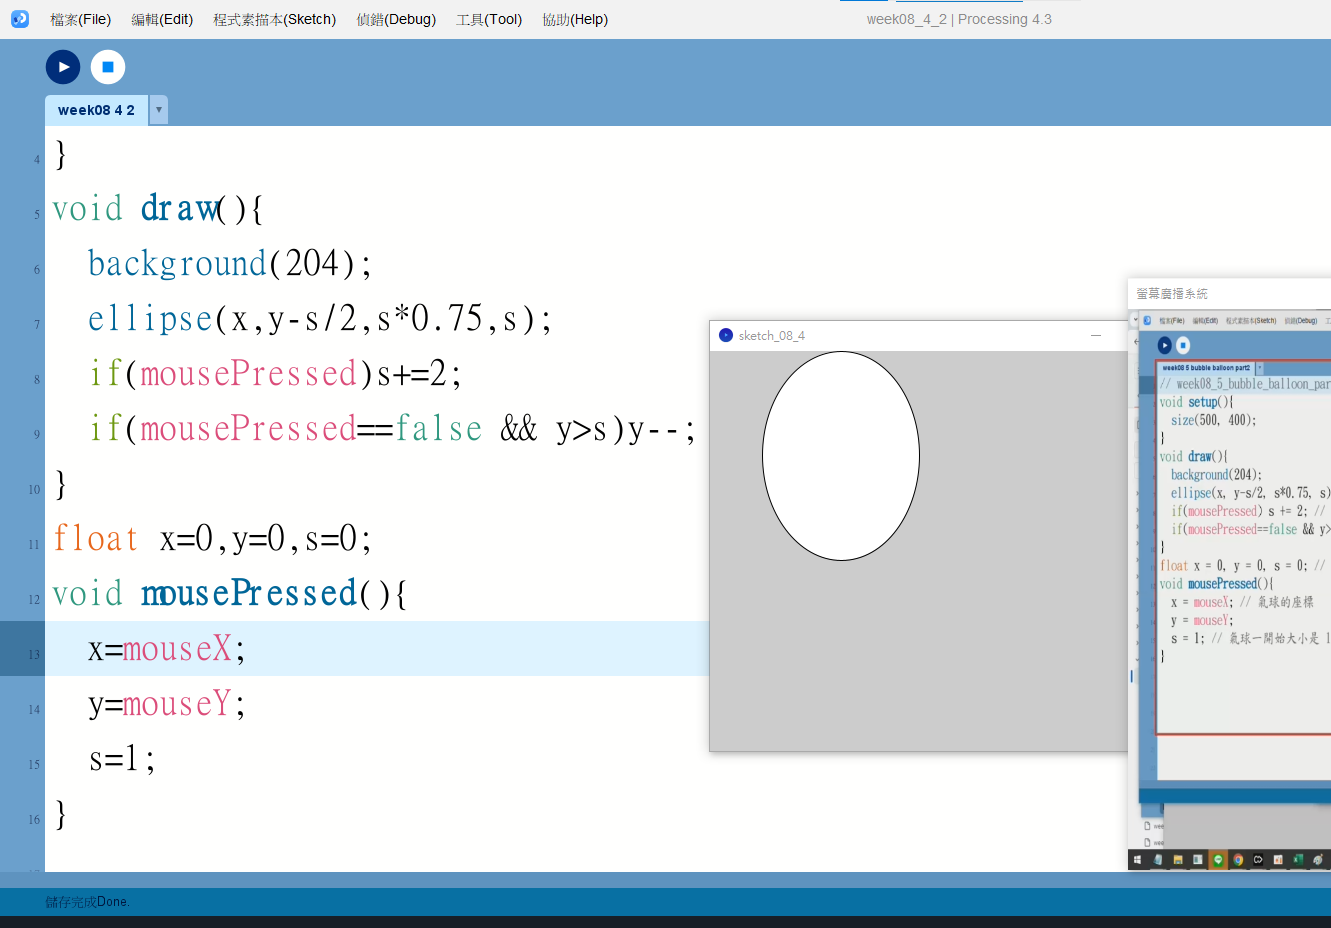 檔案(File) 編輯(Edit) 程式素描本(Sketch) 偵錯(Debug) 工具(Tool) 協助(Help)
week08_4_2 | Processing 4.3
week08 4 2
4 }
5 void draw(){
6 background(204);
7 ellipse(x,y-s/2,s*0.75,s);
8 if(mousePressed)s+=2;
9 if(mousePressed==false && y>s)y--;
10 }
11 float x=0,y=0,s=0;
12 void mousePressed(){
13 x=mouseX;
14 y=mouseY;
15 s=1;
16 }
儲存完成Done.
sketch_08_4
螢幕廣播系統
檔案(File) 編輯(Edit) 程式素描本(Sketch) 偵錯(Debug)
week08 5 bubble balloon part2
// week08_5_bubble_balloon_par
void setup(){
size(500, 400);
}
void draw(){
background(204);
ellipse(x, y-s/2, s*0.75, s)
if(mousePressed) s += 2; //
if(mousePressed==false && y>
}
float x = 0, y = 0, s = 0; //
void mousePressed(){
x = mouseX; // 氣球的座標
y = mouseY;
s = 1; // 氣球一開始大小是 1
}